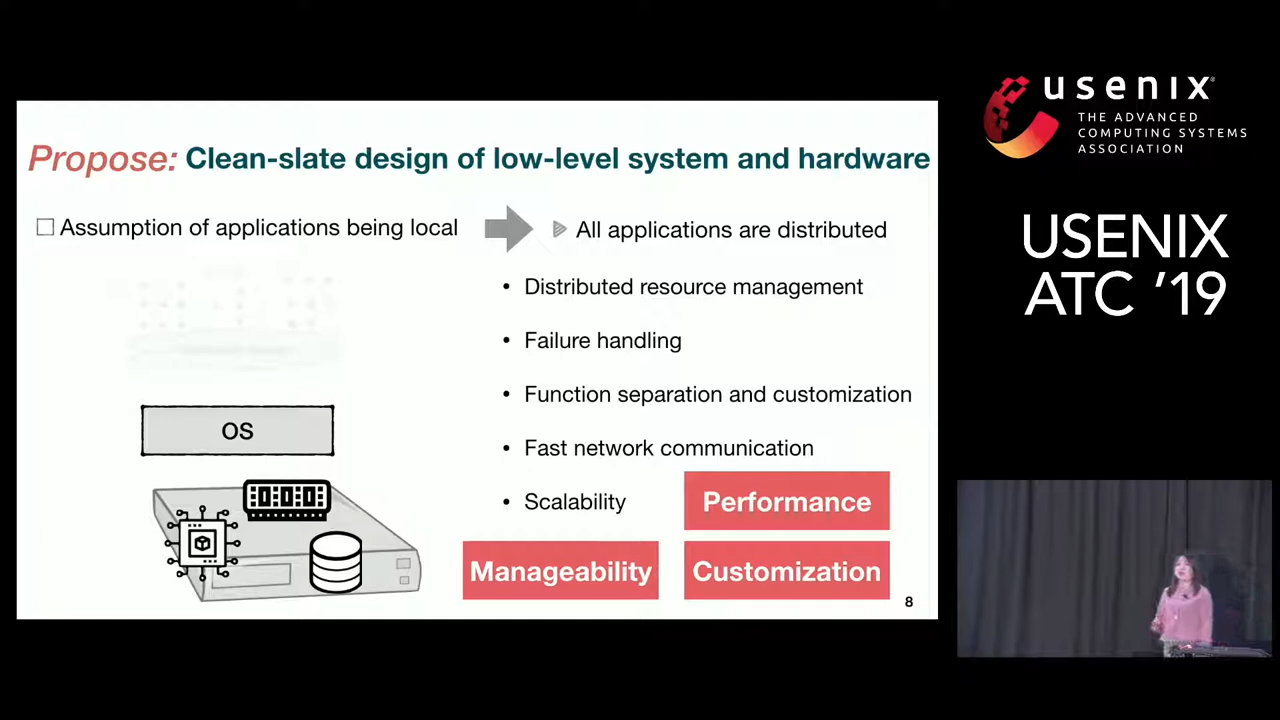 Propose: Clean-slate design of low-level system and hardware
Assumption of applications being local
All applications are distributed
• Distributed resource management
• Failure handling
• Function separation and customization
• Fast network communication
• Scalability
OS
Performance
Manageability
Customization
8
usenix
THE ADVANCED
COMPUTING SYSTEMS
ASSOCIATION
USENIX
ATC '19